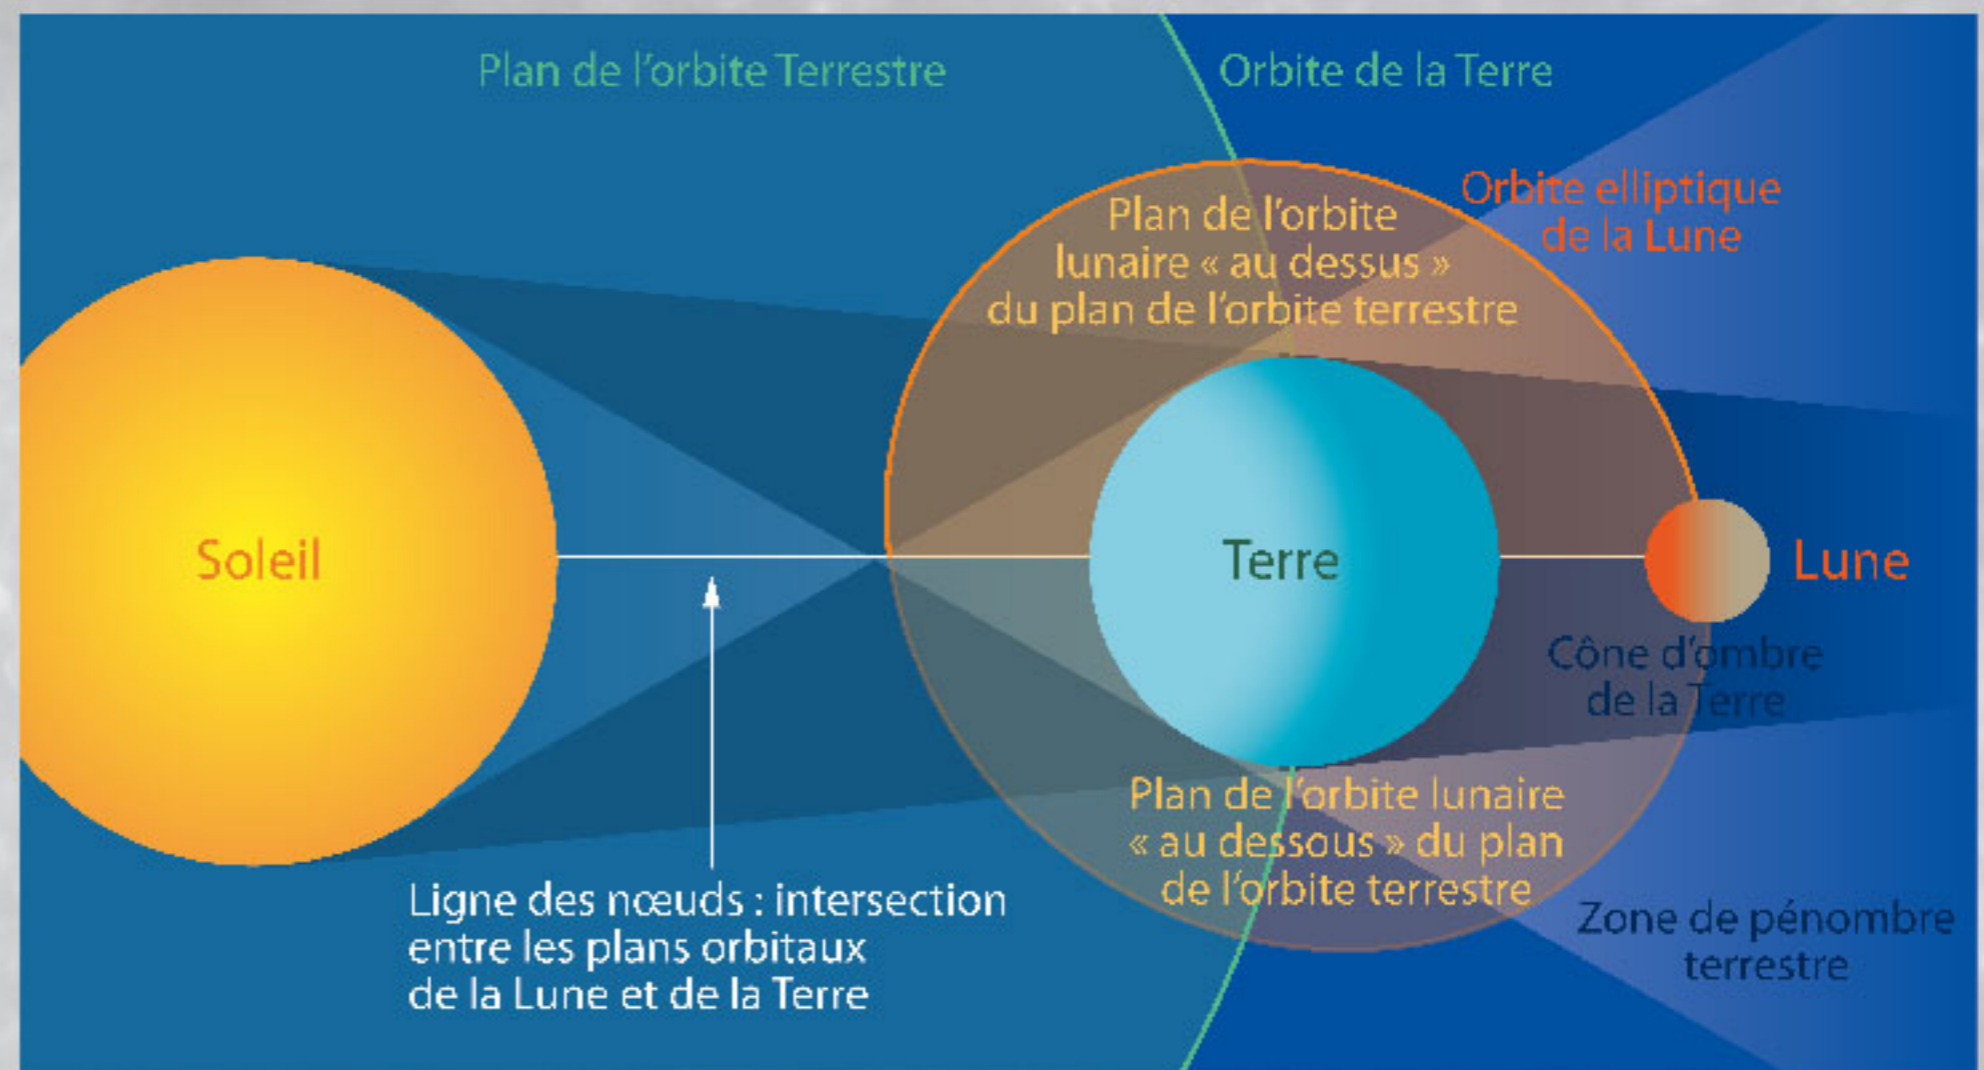 Plan de l'orbite Terrestre
Orbite de la Terre
Orbite elliptique
de la Lune
Plan de l'orbite
lunaire « au dessus »
du plan de l'orbite terrestre
Soleil
Terre
Lune
Cône d'ombre
de la Terre
Plan de l'orbite lunaire
« au dessous » du plan
de l'orbite terrestre
Ligne des nœuds : intersection
entre les plans orbitaux
de la Lune et de la Terre
Zone de pénombre
terrestre